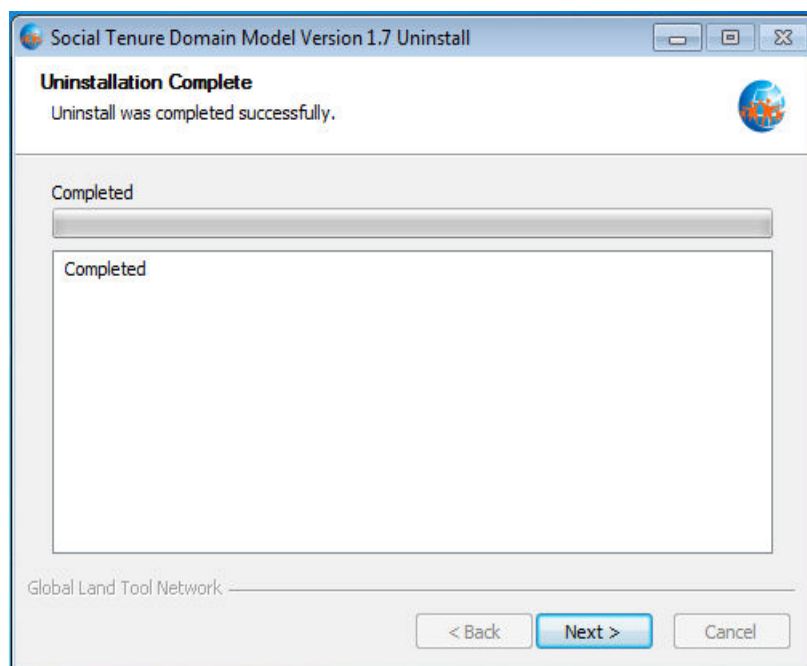 Social Tenure Domain Model Version 1.7 Uninstall
Uninstallation Complete
Uninstall was completed successfully.
Completed
Completed
Global Land Tool Network
< Back
Next >
Cancel